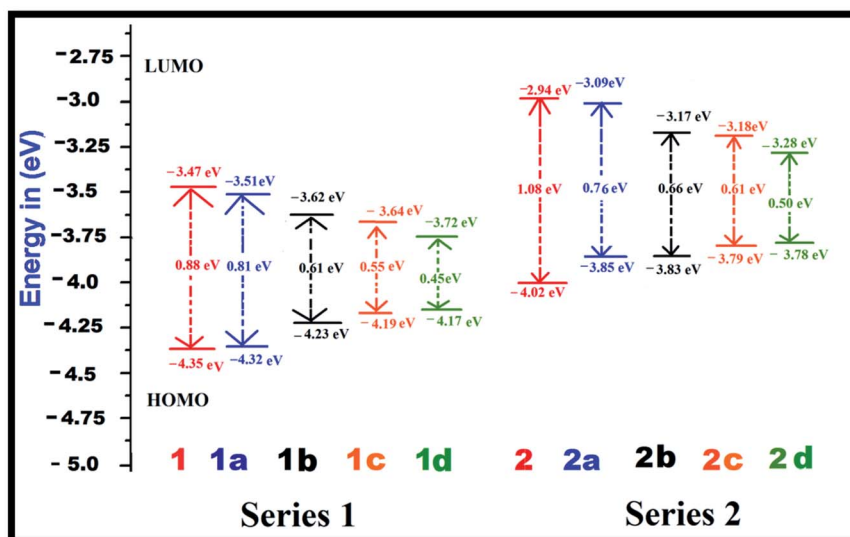 Energy in (eV)
−2.75
−3.0
−3.25
−3.5
−3.75
−4.0
−4.25
−4.5
−4.75
−5.0
LUMO
HOMO
−3.47 eV
0.88 eV
−4.35 eV
−3.51eV
0.81 eV
−4.32 eV
−3.62 eV
0.61 eV
−4.23 eV
− 3.64 eV
0.55 eV
−4.19 eV
−3.72 eV
0.45eV
−4.17 eV
−2.94 eV
1.08 eV
−4.02 eV
−3.09 eV
0.76 eV
−3.85 eV
−3.17 eV
0.66 eV
−3.83 eV
−3.18eV
0.61 eV
−3.79 eV
−3.28 eV
0.50 eV
− 3.78 eV
1 1a 1b 1c 1d 2 2a 2b 2c 2d
Series 1 Series 2